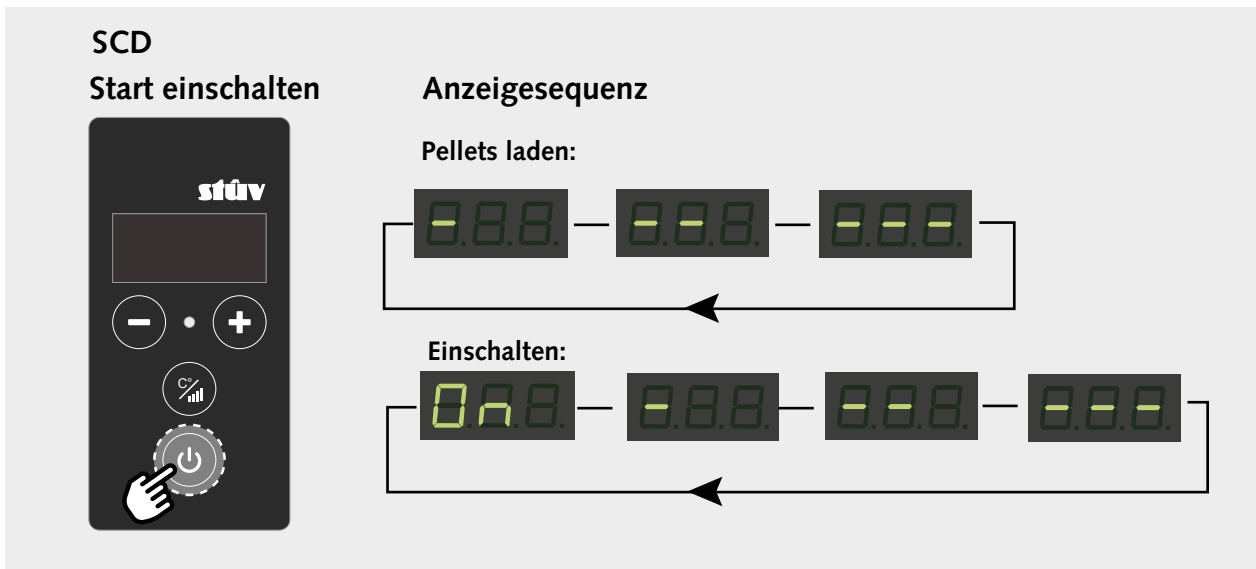 SCD
Start einschalten
Anzeigesequenz
Pellets laden:
stûv
-
- -
- - -
C°/
Einschalten:
On
-
- -
- - -